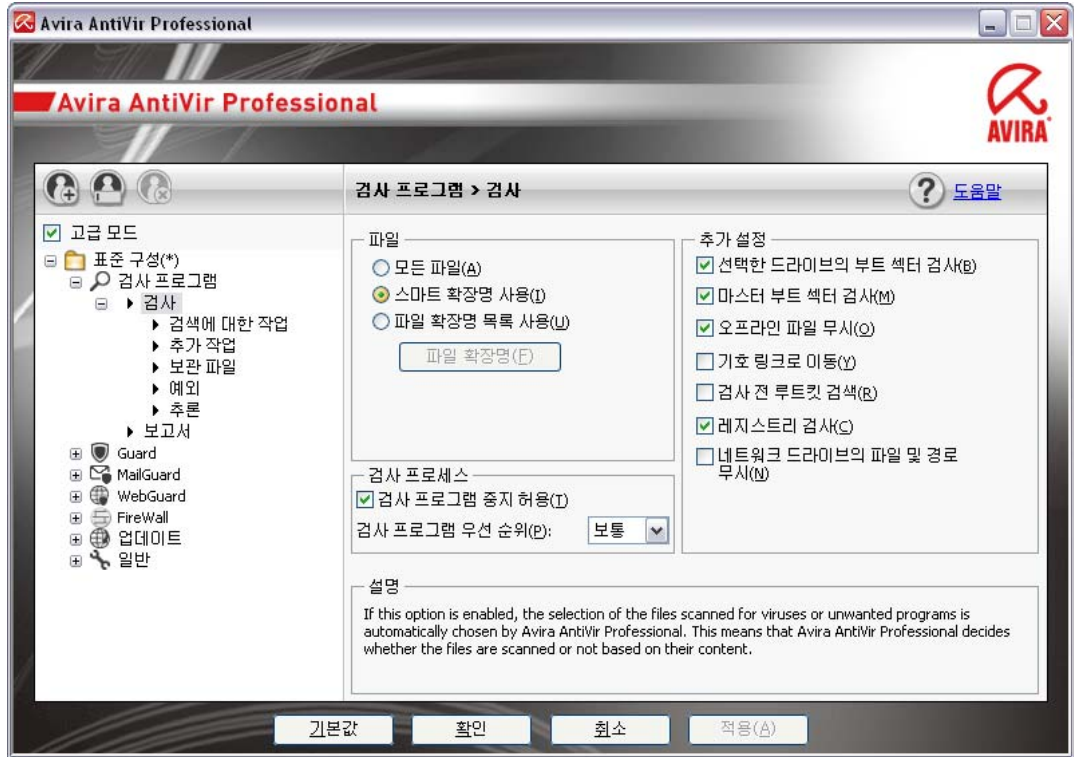 Avira AntiVir Professional
Avira AntiVir Professional
AVIRA
검사 프로그램 > 검사
도움말
고급 모드
표준 구성(*)
검사 프로그램
검사
검색에 대한 작업
추가 작업
보관 파일
예외
추론
보고서
Guard
MailGuard
WebGuard
FireWall
업데이트
일반
파일
모든 파일(A)
스마트 확장명 사용(I)
파일 확장명 목록 사용(U)
파일 확장명(F)
검사 프로세스
검사 프로그램 중지 허용(T)
검사 프로그램 우선 순위(P): 보통
추가 설정
선택한 드라이브의 부트 섹터 검사(B)
마스터 부트 섹터 검사(M)
오프라인 파일 무시(O)
기호 링크로 이동(Y)
검사 전 루트킷 검색(R)
레지스트리 검사(C)
네트워크 드라이브의 파일 및 경로
무시(N)
설명
If this option is enabled, the selection of the files scanned for viruses or unwanted programs is
automatically chosen by Avira AntiVir Professional. This means that Avira AntiVir Professional decides
whether the files are scanned or not based on their content.
기본값 확인 취소 적용(A)